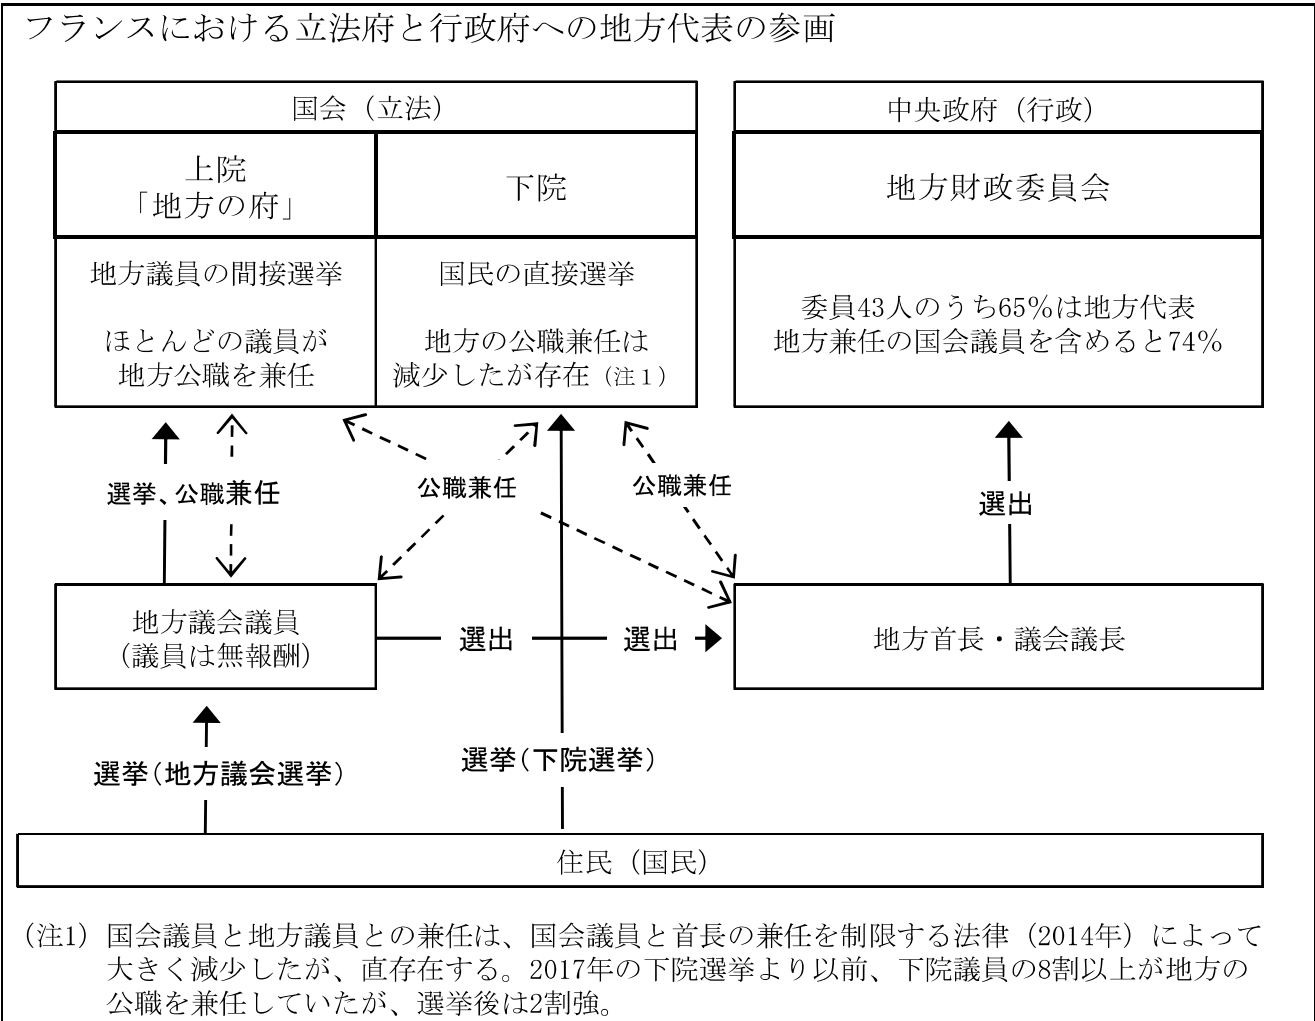 フランスにおける立法府と行政府への地方代表の参画
国会（立法）
中央政府（行政）
上院
「地方の府」
下院
地方財政委員会
地方議員の間接選挙
ほとんどの議員が
地方公職を兼任
国民の直接選挙
地方の公職兼任は
減少したが存在（注１）
委員43人のうち65％は地方代表
地方兼任の国会議員を含めると74％
選挙、公職兼任
公職兼任
公職兼任
選出
地方議会議員
（議員は無報酬）
選出
選出
地方首長・議会議長
選挙（地方議会選挙）
選挙（下院選挙）
住民（国民）
（注1）国会議員と地方議員との兼任は、国会議員と首長の兼任を制限する法律（2014年）によって
大きく減少したが、直存在する。2017年の下院選挙より以前、下院議員の8割以上が地方の
公職を兼任していたが、選挙後は2割強。